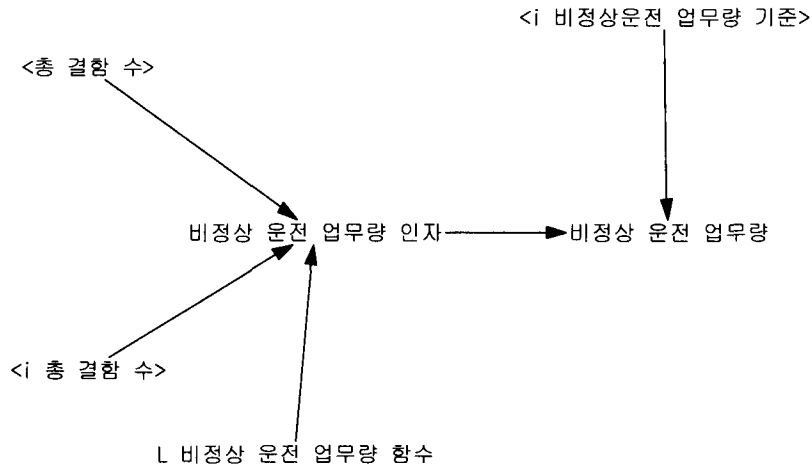 <i 비정상운전 업무량 기준>
<총 결함 수>
비정상 운전 업무량 인자
비정상 운전 업무량
<i 총 결함 수>
L 비정상 운전 업무량 함수